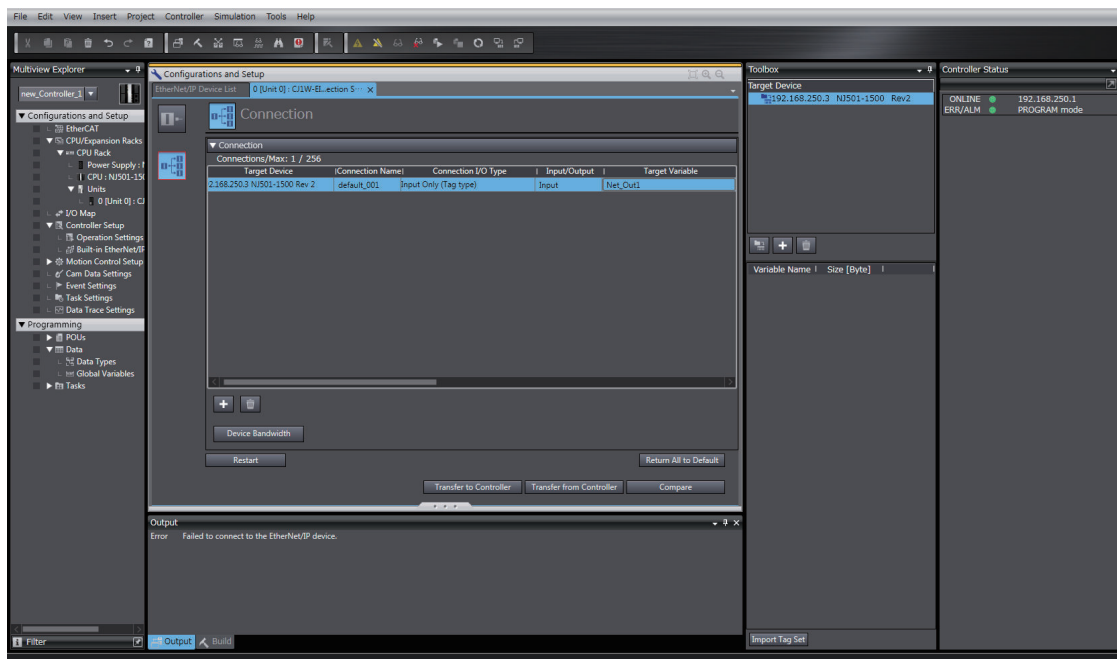 File Edit View Insert Project Controller Simulation Tools Help
Multiview Explorer
new_Controller_1
Configurations and Setup
EtherCAT
CPU/Expansion Racks
CPU Rack
Power Supply : N
CPU : NJ501-150
Units
0 [Unit 0] : CJ
I/O Map
Controller Setup
Operation Settings
Built-in EtherNet/IP
Motion Control Setup
Cam Data Settings
Event Settings
Task Settings
Data Trace Settings
Programming
POUs
Data
Data Types
Global Variables
Tasks
Filter
Configurations and Setup
EtherNet/IP Device List 0 [Unit 0] : CJ1W-EI...ection S···
Connection
Connection
Connections/Max: 1 / 256
Target Device Connection Name Connection I/O Type Input/Output Target Variable
2.168.250.3 NJ501-1500 Rev 2 default_001 Input Only (Tag type) Input Net_Out1
Device Bandwidth
Restart Return All to Default
Transfer to Controller Transfer from Controller Compare
Output
Error Failed to connect to the EtherNet/IP device.
Output Build
Toolbox
Target Device
192.168.250.3 NJ501-1500 Rev2
Variable Name Size [Byte]
Import Tag Set
Controller Status
ONLINE 192.168.250.1
ERR/ALM PROGRAM mode